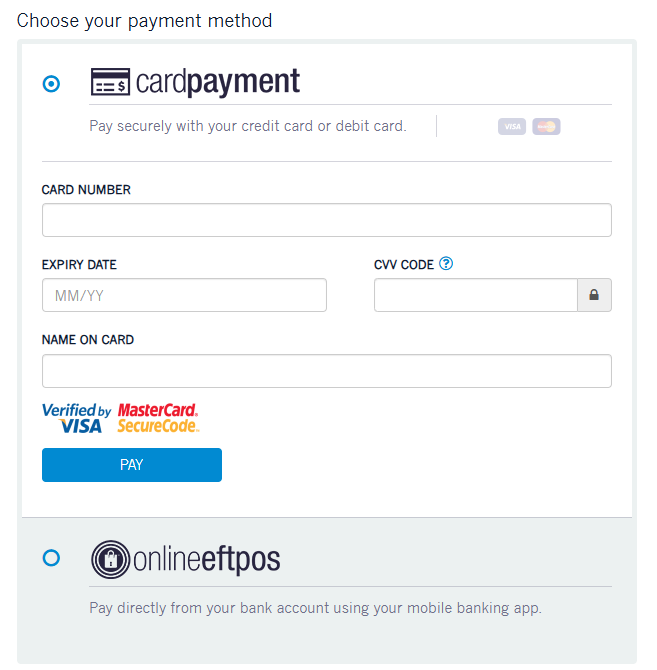 Choose your payment method
cardpayment
Pay securely with your credit card or debit card.
VISA
CARD NUMBER
EXPIRY DATE
CVV CODE ?
MM/YY
NAME ON CARD
Verified by MasterCard.
VISA SecureCode.
PAY
onlineeftpos
Pay directly from your bank account using your mobile banking app.